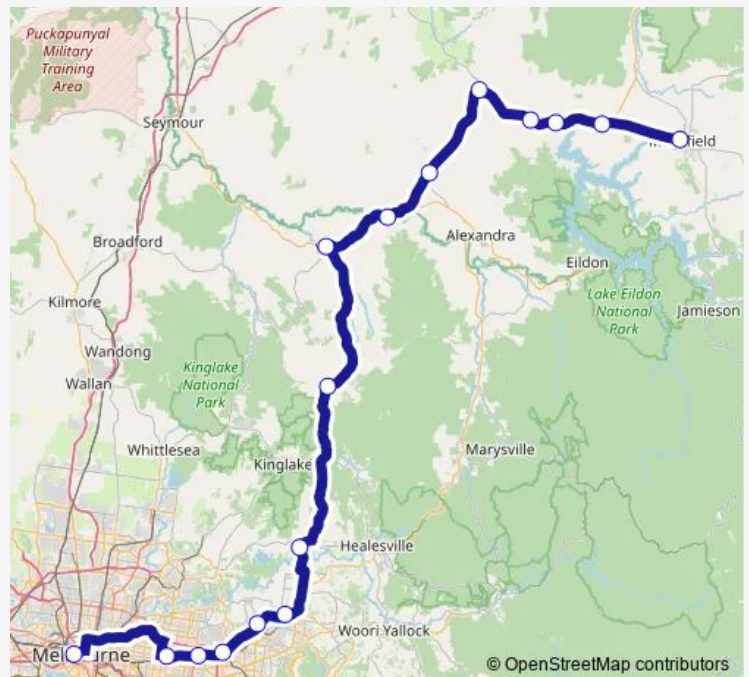 Puckapunyal
Military
Training
Area
Seymour
Broadford
Alexandra
Eildon
Kilmore
Lake Eildon
National
Park
Jamieson
Wandong
Kinglake
National
Park
Wallan
Whittlesea
Marysville
Kinglake
Healesville
Woori Yallock
© OpenStreetMap contributors